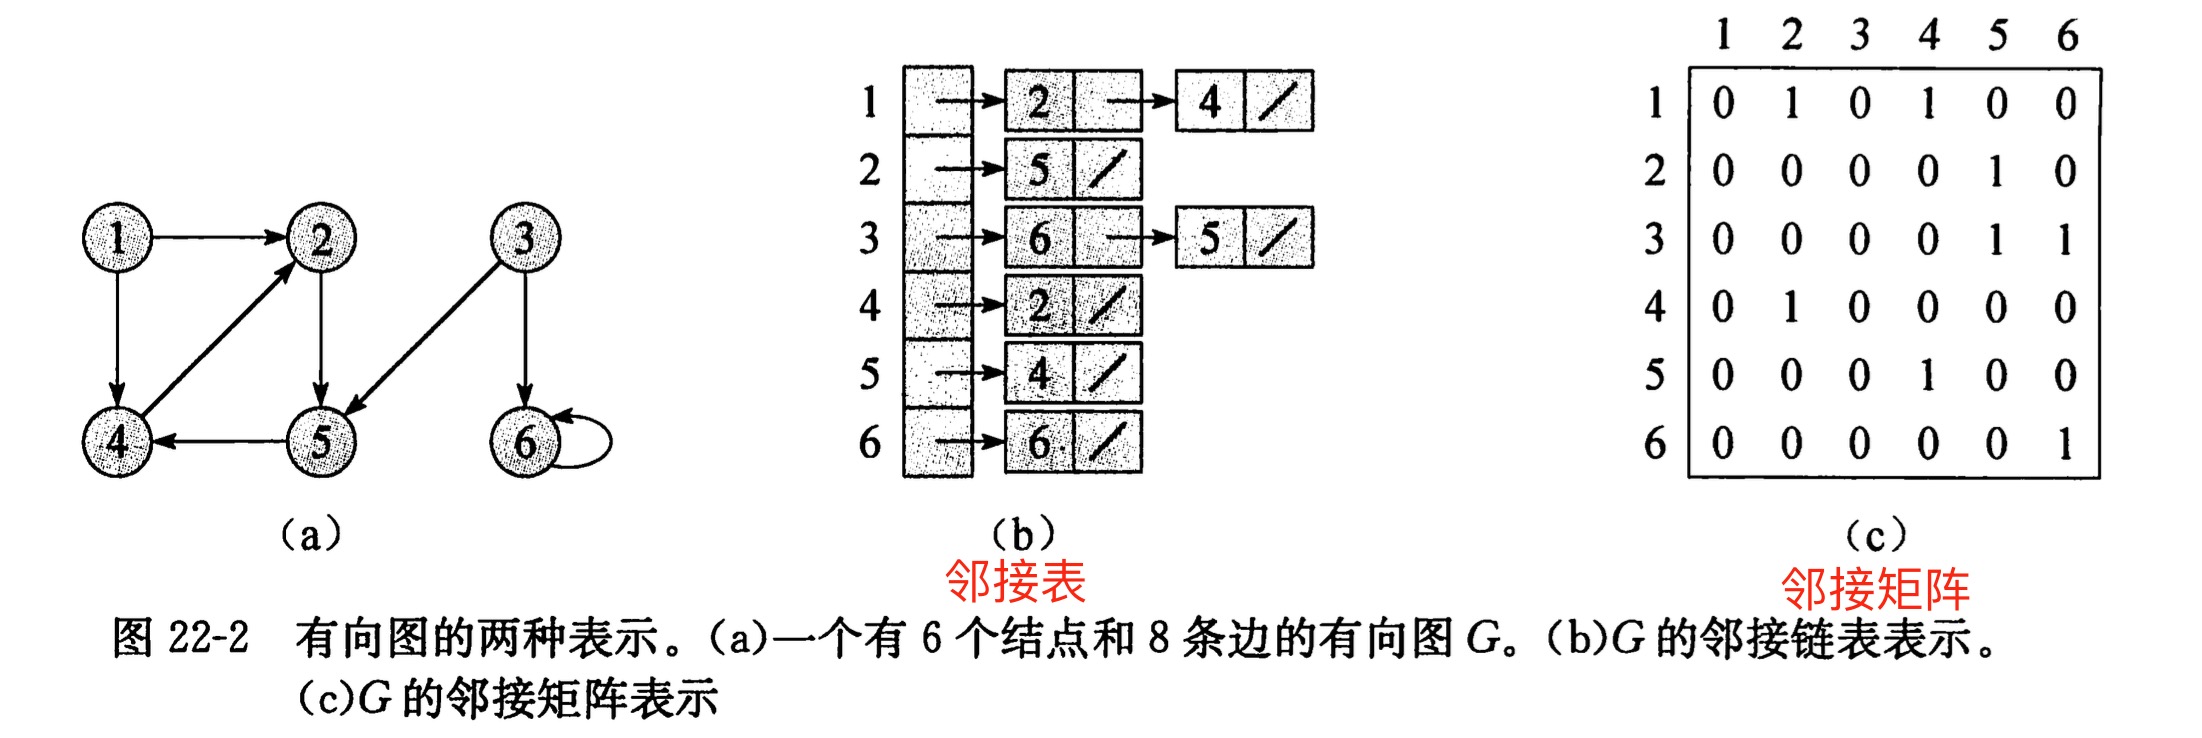 1 2 3
4 5 6
(a)
1 2 4
2 5
3 6 5
4 2
5 4
6 6
(b)
邻接表
1 2 3 4 5 6
1 0 1 0 1 0 0
2 0 0 0 0 1 0
3 0 0 0 0 1 1
4 0 1 0 0 0 0
5 0 0 0 1 0 0
6 0 0 0 0 0 1
(c)
邻接矩阵
图 22-2 有向图的两种表示。(a)一个有 6 个结点和 8 条边的有向图 G。(b)G 的邻接链表表示。
(c)G 的邻接矩阵表示